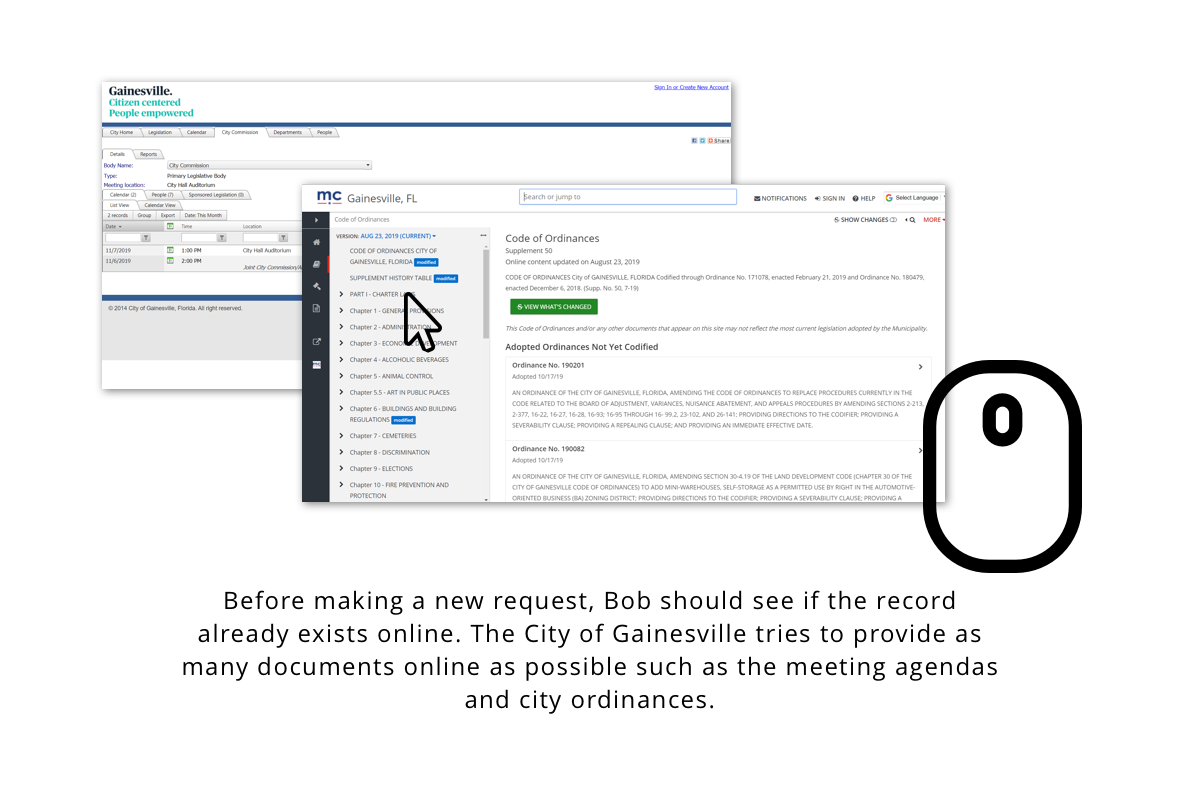 Gainesville.
Citizen centered
People empowered
Sign In or Create New Account
City Home Legislation Calendar City Commission Departments People
Share
Details Reports
Body Name: City Commission
Type: Primary Legislative Body
Meeting location: City Hall Auditorium
Calendar (2) People (7) Sponsored Legislation (0)
List View Calendar View
2 records Group Export Date: This Month
Date Time Location
11/7/2019 1:00 PM City Hall Auditorium
11/6/2019 2:00 PM
Joint City Commission/A
© 2014 City of Gainesville, Florida. All right reserved.
mc Gainesville, FL
Search or jump to
NOTIFICATIONS SIGN IN HELP Select Language
Code of Ordinances
SHOW CHANGES MORE
VERSION: AUG 23, 2019 (CURRENT)
CODE OF ORDINANCES CITY OF
GAINESVILLE, FLORIDA modified
SUPPLEMENT HISTORY TABLE modified
PART I - CHARTER LAWS
Chapter 1 - GENERAL PROVISIONS
Chapter 2 - ADMINISTRATION
Chapter 3 - ECONOMIC DEVELOPMENT
Chapter 4 - ALCOHOLIC BEVERAGES
Chapter 5 - ANIMAL CONTROL
Chapter 5.5 - ART IN PUBLIC PLACES
Chapter 6 - BUILDINGS AND BUILDING
REGULATIONS modified
Chapter 7 - CEMETERIES
Chapter 8 - DISCRIMINATION
Chapter 9 - ELECTIONS
Chapter 10 - FIRE PREVENTION AND
PROTECTION
Code of Ordinances
Supplement 50
Online content updated on August 23, 2019
CODE OF ORDINANCES City of GAINESVILLE, FLORIDA Codified through Ordinance No. 171078, enacted February 21, 2019 and Ordinance No. 180479,
enacted December 6, 2018. (Supp. No. 50, 7-19)
VIEW WHAT'S CHANGED
This Code of Ordinances and/or any other documents that appear on this site may not reflect the most current legislation adopted by the Municipality.
Adopted Ordinances Not Yet Codified
Ordinance No. 190201
Adopted 10/17/19
AN ORDINANCE OF THE CITY OF GAINESVILLE, FLORIDA, AMENDING THE CODE OF ORDINANCES TO REPLACE PROCEDURES CURRENTLY IN THE
CODE RELATED TO THE BOARD OF ADJUSTMENT, VARIANCES, NUISANCE ABATEMENT, AND APPEALS PROCEDURES BY AMENDING SECTIONS 2-213,
2-377, 16-22, 16-27, 16-28, 16-93; 16-95 THROUGH 16- 99.2, 23-102, AND 26-141; PROVIDING DIRECTIONS TO THE CODIFIER; PROVIDING A
SEVERABILITY CLAUSE; PROVIDING A REPEALING CLAUSE; AND PROVIDING AN IMMEDIATE EFFECTIVE DATE.
Ordinance No. 190082
Adopted 10/17/19
AN ORDINANCE OF THE CITY OF GAINESVILLE, FLORIDA, AMENDING SECTION 30-4.19 OF THE LAND DEVELOPMENT CODE (CHAPTER 30 OF THE
CITY OF GAINESVILLE CODE OF ORDINANCES) TO ADD MINI-WAREHOUSES, SELF-STORAGE AS A PERMITTED USE BY RIGHT IN THE AUTOMOTIVE-
ORIENTED BUSINESS (BA) ZONING DISTRICT; PROVIDING DIRECTIONS TO THE CODIFIER; PROVIDING A SEVERABILITY CLAUSE; PROVIDING A
Before making a new request, Bob should see if the record
already exists online. The City of Gainesville tries to provide as
many documents online as possible such as the meeting agendas
and city ordinances.